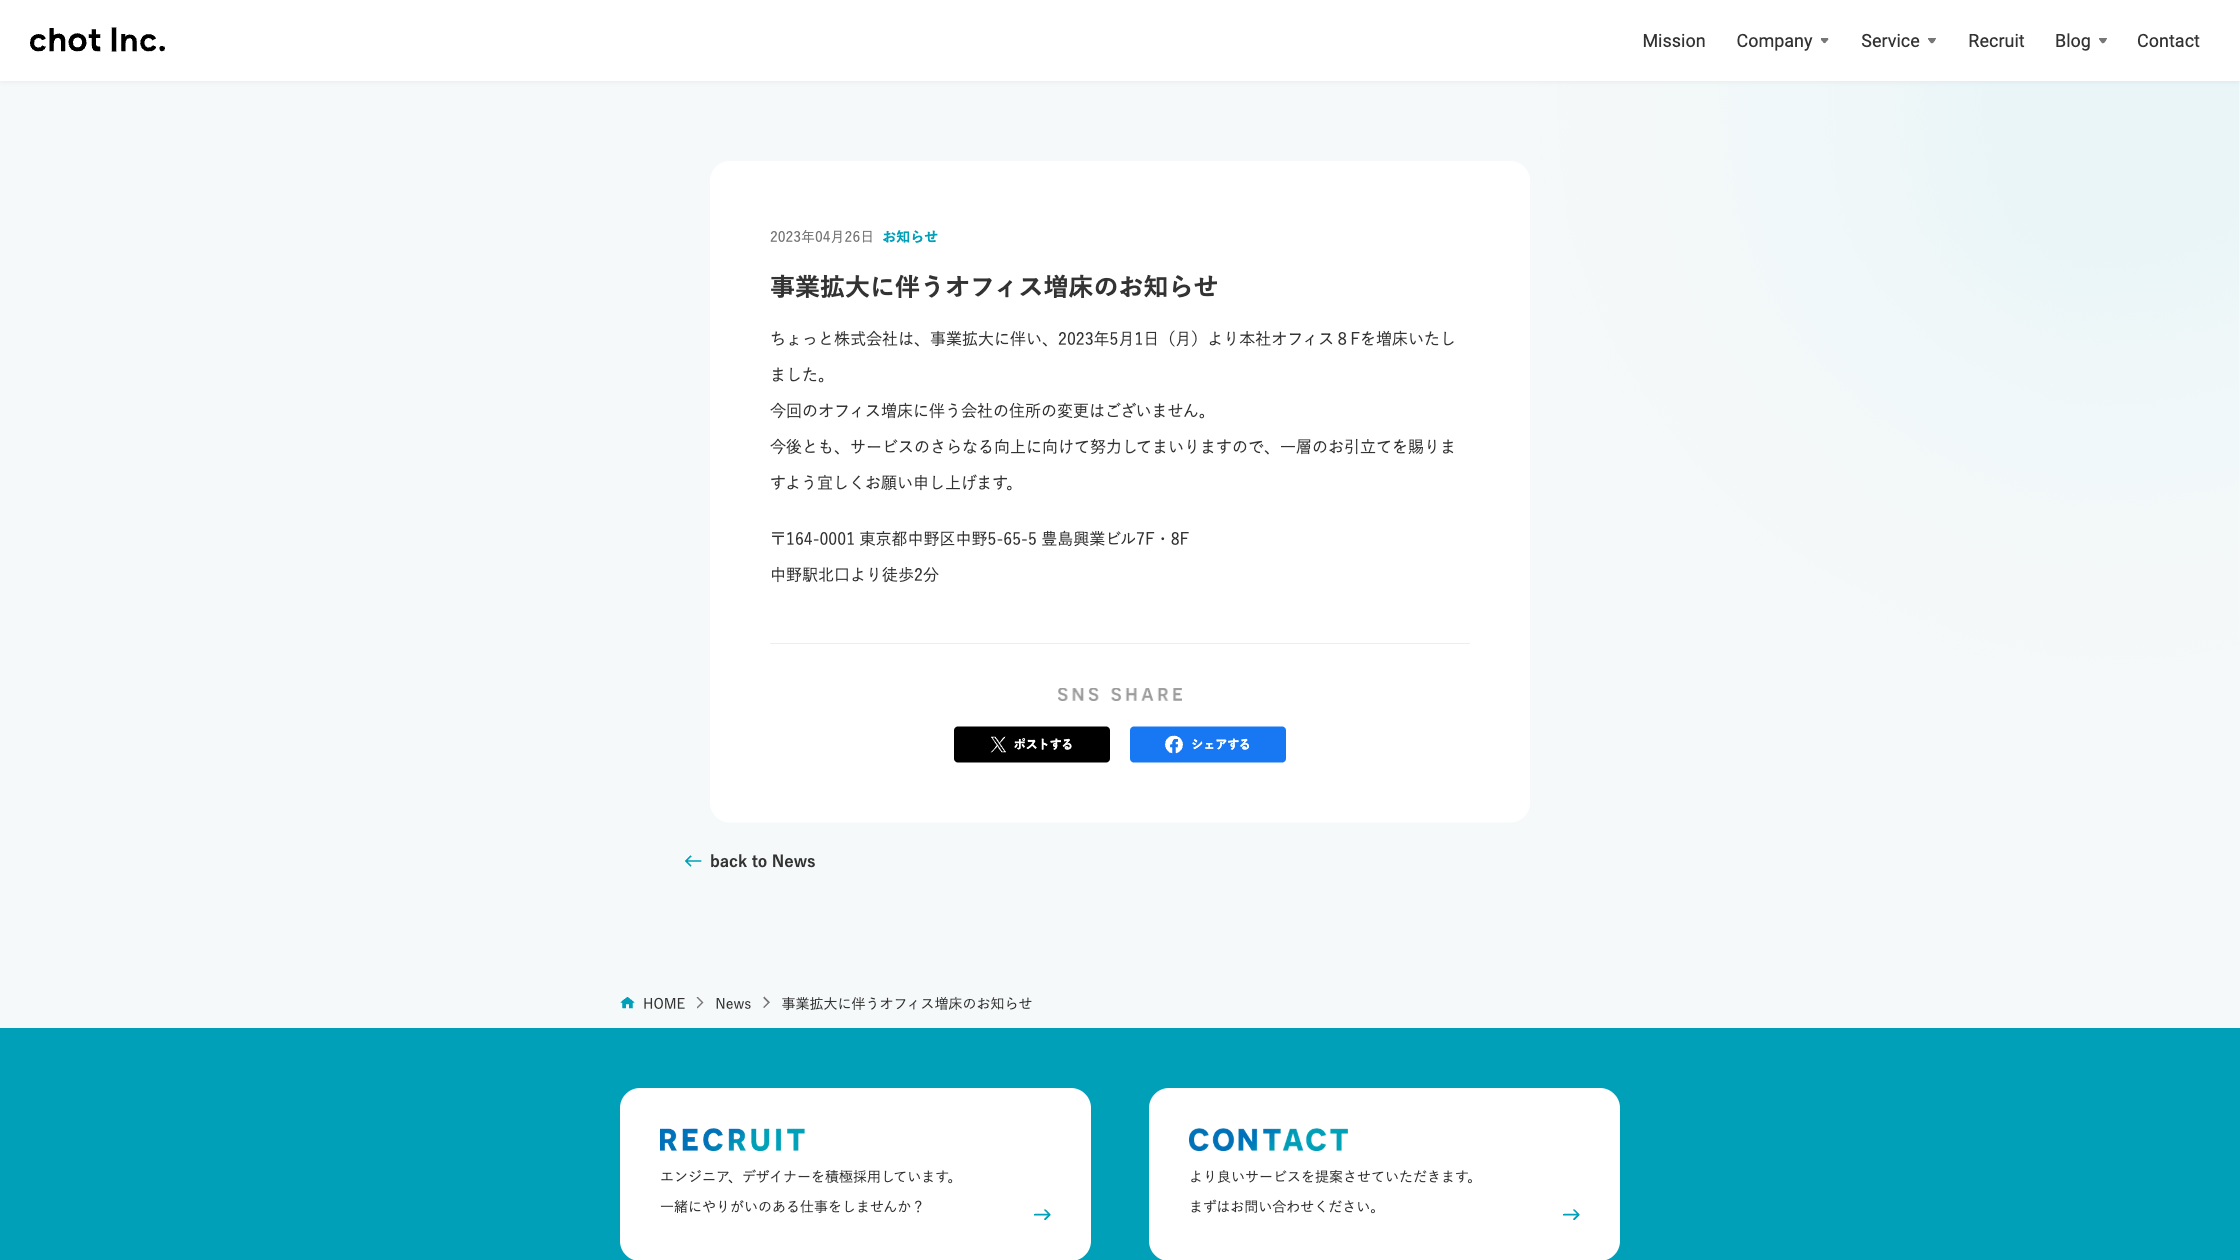 chot Inc.
Mission Company Service Recruit Blog Contact
2023年04月26日 お知らせ
事業拡大に伴うオフィス増床のお知らせ
ちょっと株式会社は、事業拡大に伴い、2023年5月1日（月）より本社オフィス８Fを増床いたし
ました。
今回のオフィス増床に伴う会社の住所の変更はございません。
今後とも、サービスのさらなる向上に向けて努力してまいりますので、一層のお引立てを賜りま
すよう宜しくお願い申し上げます。
〒164-0001 東京都中野区中野5-65-5 豊島興業ビル7F・8F
中野駅北口より徒歩2分
SNS SHARE
ポストする シェアする
back to News
HOME News 事業拡大に伴うオフィス増床のお知らせ
RECRUIT
エンジニア、デザイナーを積極採用しています。
一緒にやりがいのある仕事をしませんか？
CONTACT
より良いサービスを提案させていただきます。
まずはお問い合わせください。